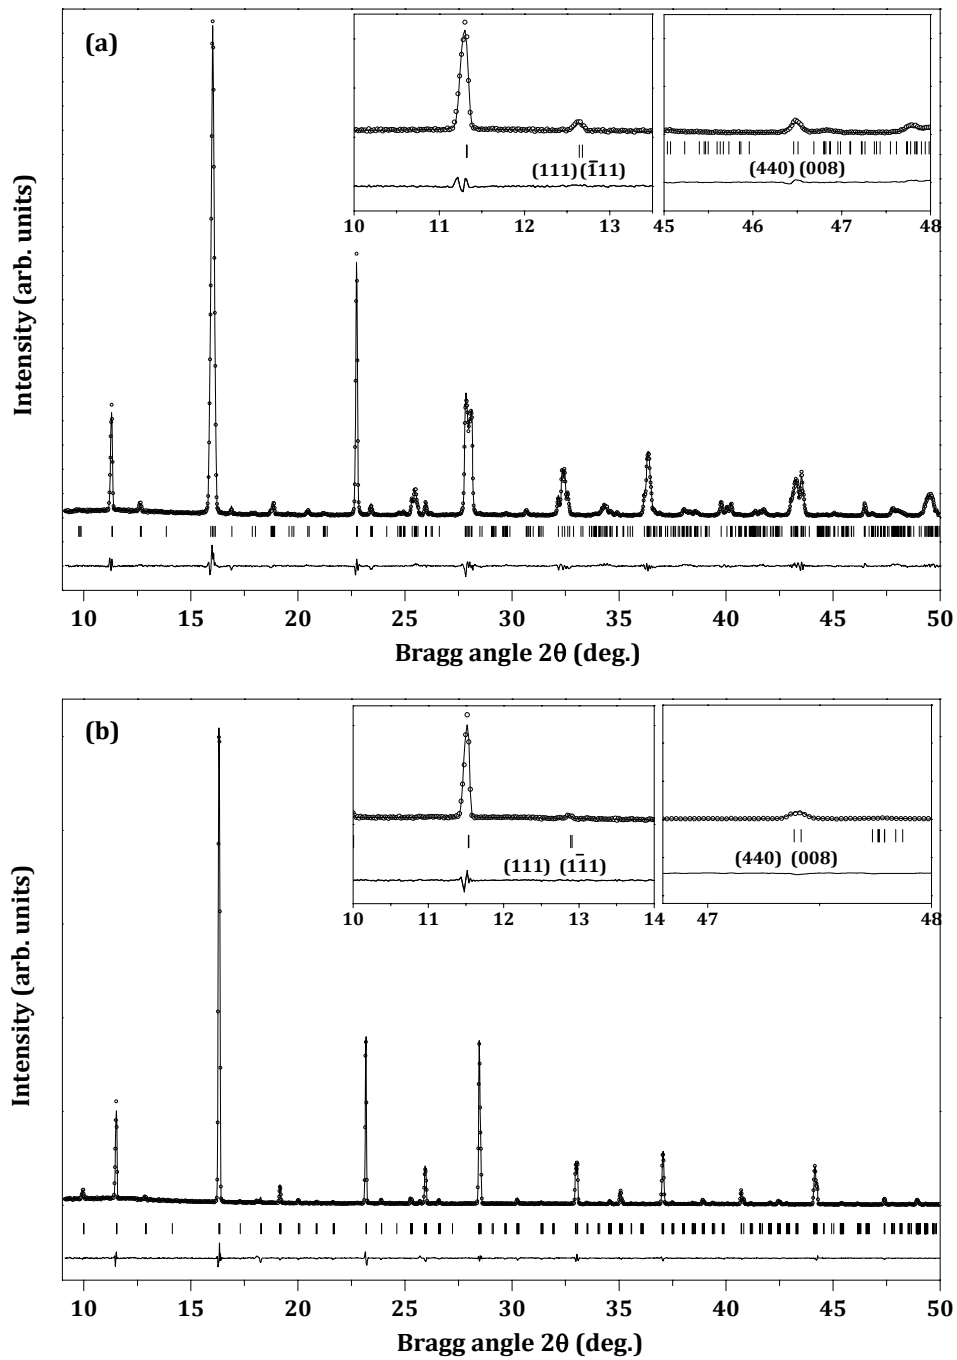 (a)
(111) (1̅11)
10 11 12 13
(440) (008)
45 46 47 48
Intensity (arb. units)
10 15 20 25 30 35 40 45 50
Bragg angle 2θ (deg.)
(b)
(111) (11̅1)
10 11 12 13 14
(440) (008)
47 48
Intensity (arb. units)
10 15 20 25 30 35 40 45 50
Bragg angle 2θ (deg.)